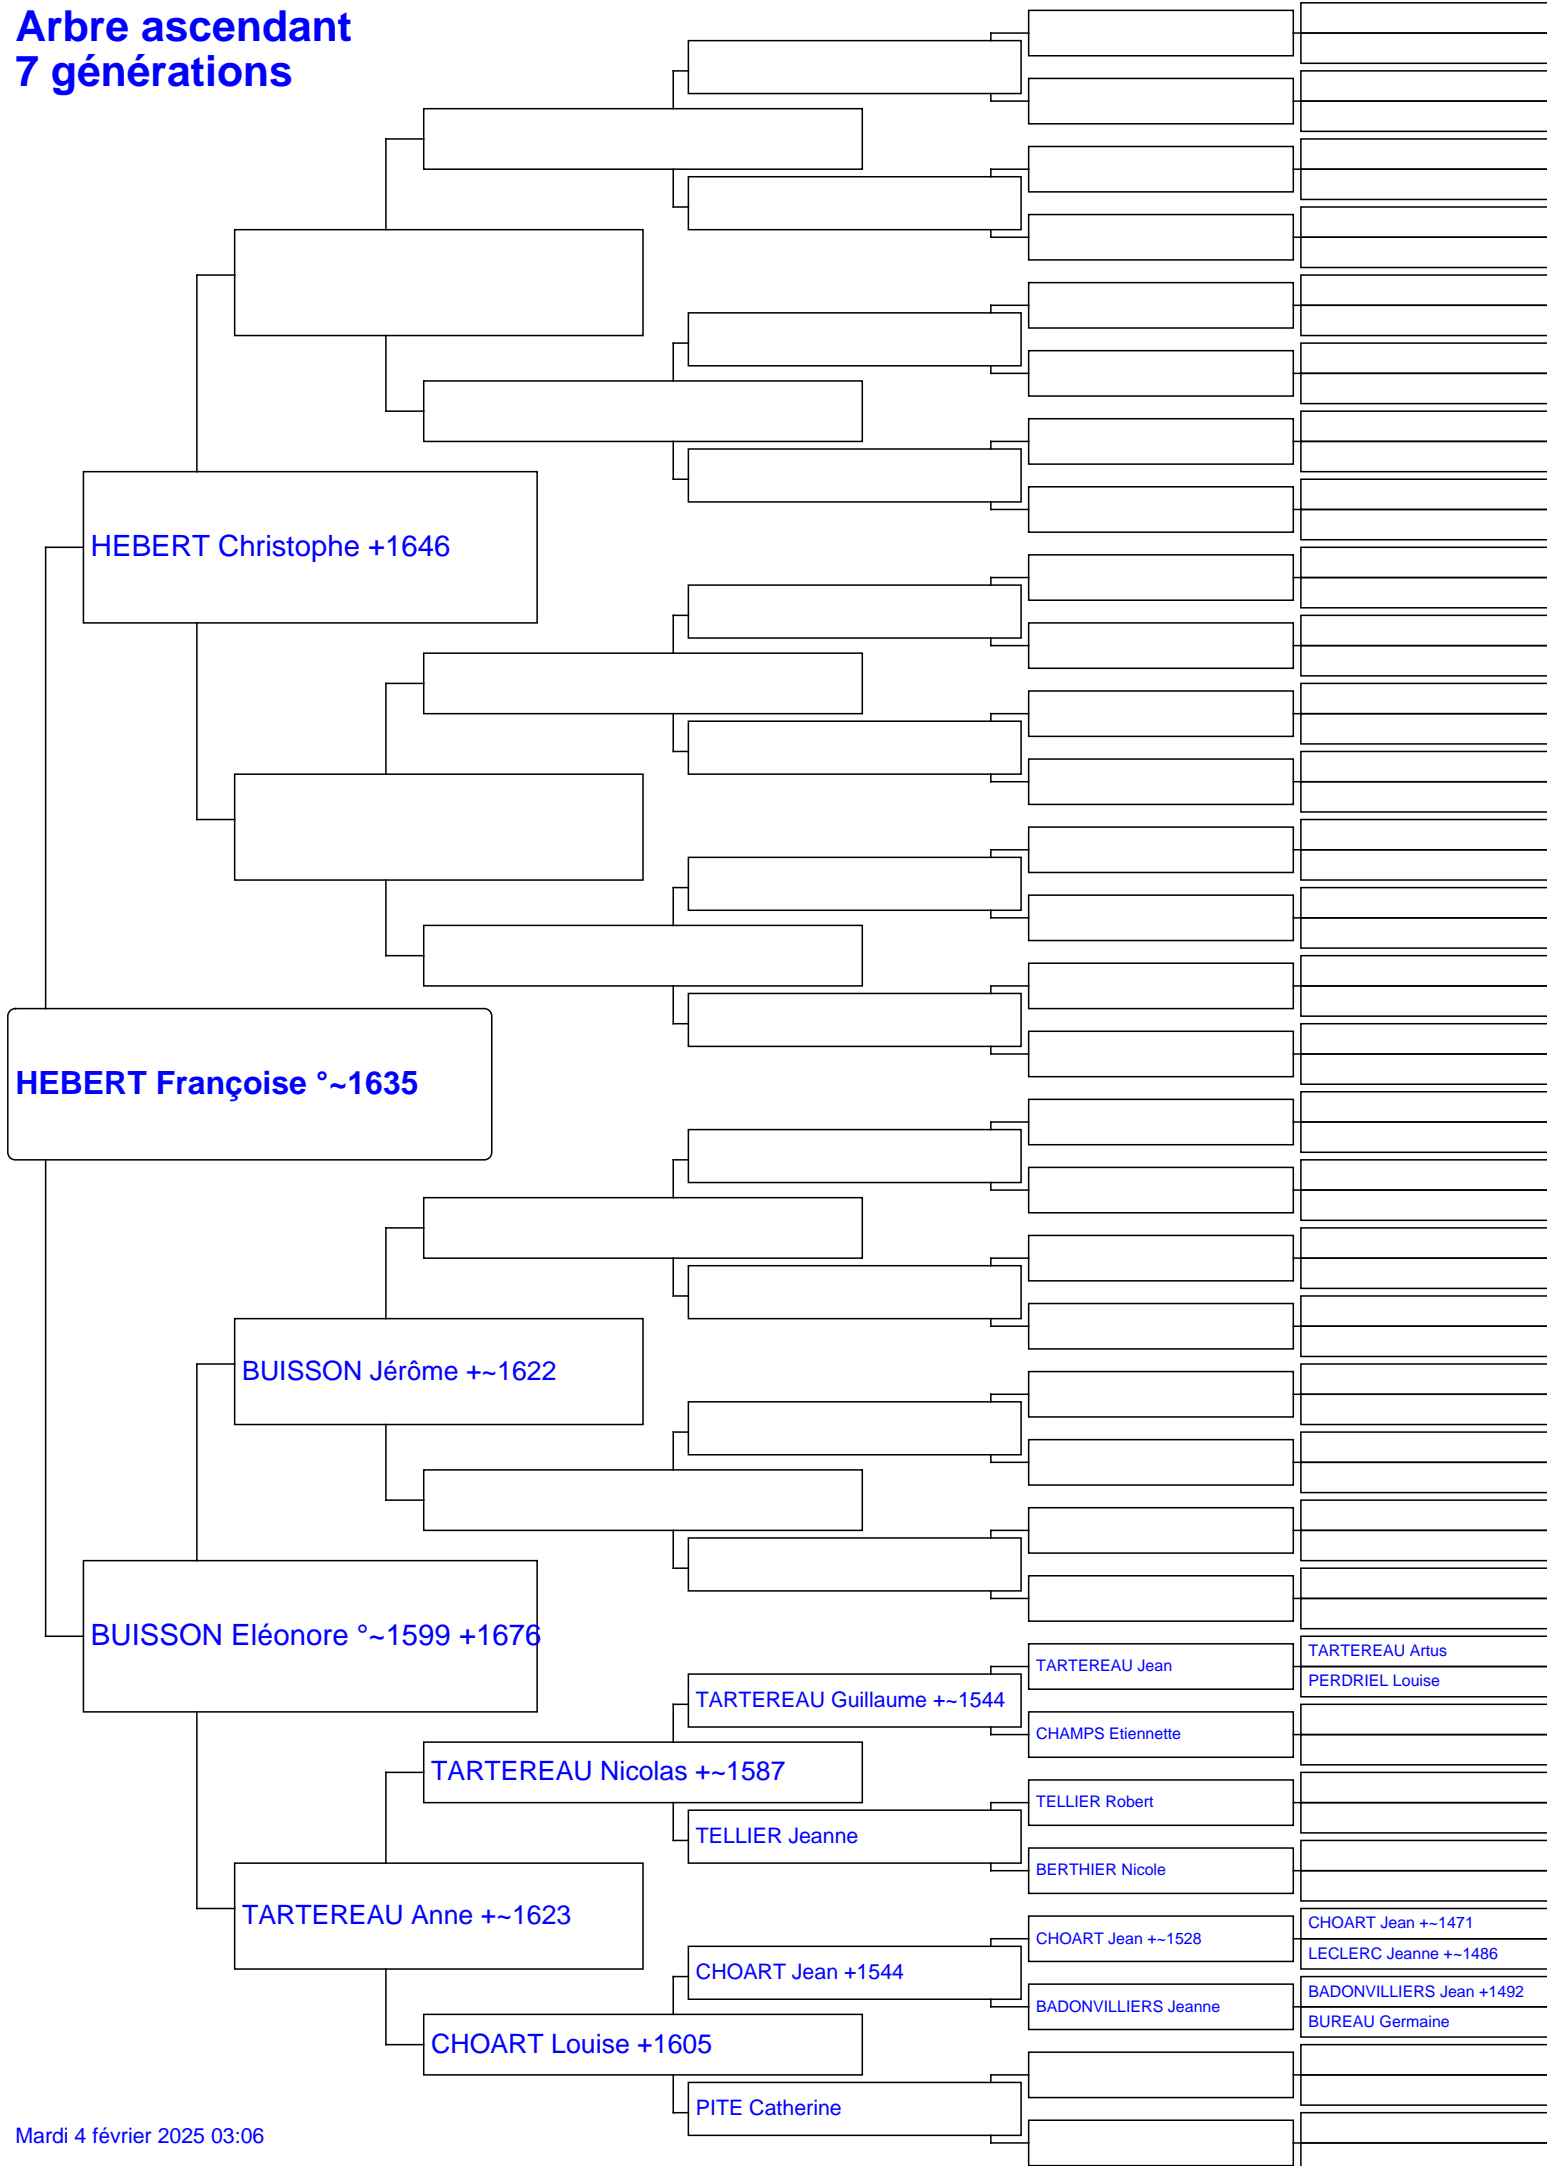 Arbre ascendant
7 générations
HEBERT Christophe +1646
HEBERT Françoise °~1635
BUISSON Jérôme +~1622
BUISSON Eléonore °~1599 +1676
TARTEREAU Artus
TARTEREAU Jean
PERDRIEL Louise
TARTEREAU Guillaume +~1544
CHAMPS Etiennette
TARTEREAU Nicolas +~1587
TELLIER Robert
TELLIER Jeanne
BERTHIER Nicole
TARTEREAU Anne +~1623
CHOART Jean +~1471
CHOART Jean +~1528
LECLERC Jeanne +~1486
CHOART Jean +1544
BADONVILLIERS Jean +1492
BADONVILLIERS Jeanne
BUREAU Germaine
CHOART Louise +1605
PITE Catherine
Mardi 4 février 2025 03:06